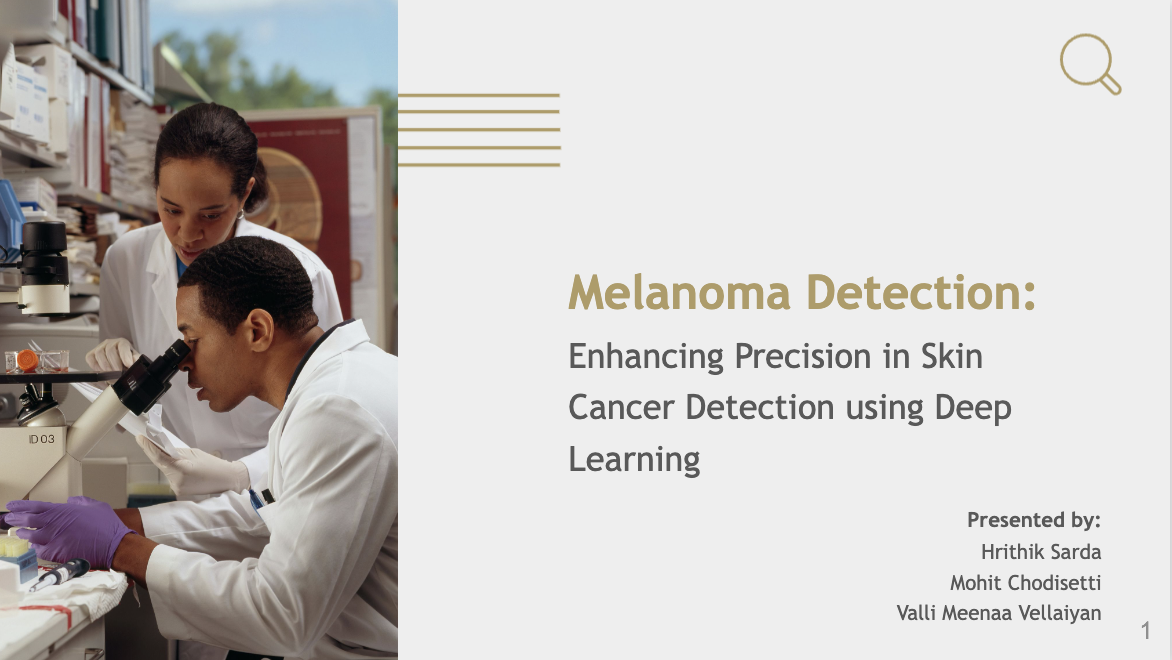 Melanoma Detection:
Enhancing Precision in Skin
Cancer Detection using Deep
Learning
Presented by:
Hrithik Sarda
Mohit Chodisetti
Valli Meenaa Vellaiyan
1
ID 03